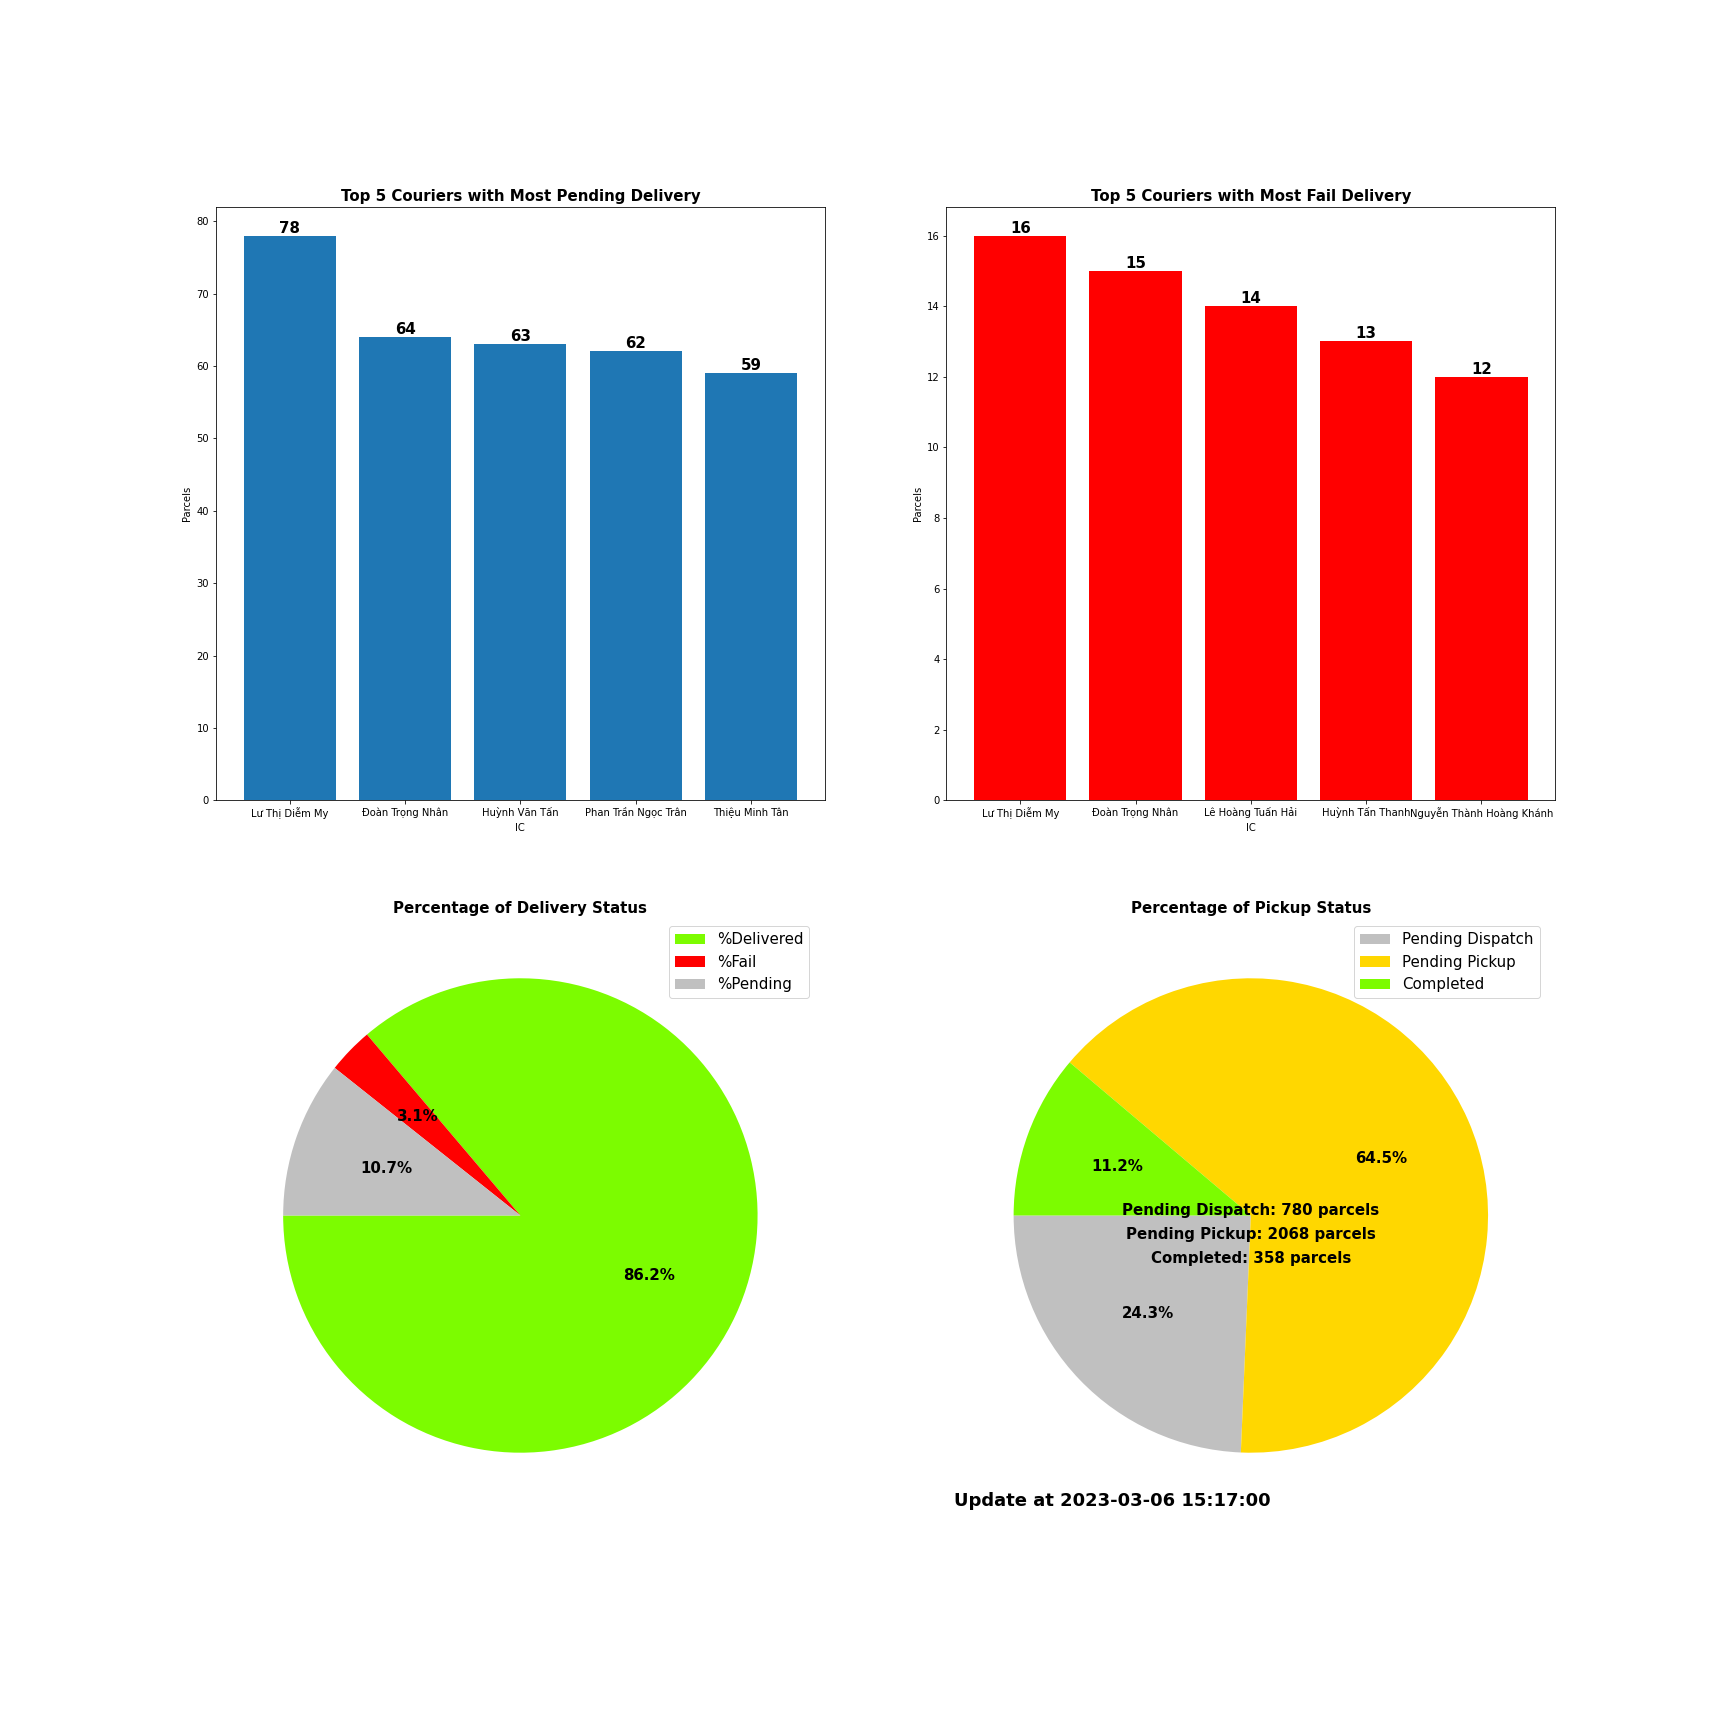 Top 5 Couriers with Most Pending Delivery
80
70
60
50
40
30
20
10
0
Parcels
78
64
63
62
59
Lư Thị Diễm My
Đoàn Trọng Nhân
Huỳnh Văn Tấn
Phan Trần Ngọc Trân
Thiệu Minh Tân
IC
Top 5 Couriers with Most Fail Delivery
16
14
12
10
8
6
4
2
0
Parcels
16
15
14
13
12
Lư Thị Diễm My
Đoàn Trọng Nhân
Lê Hoàng Tuấn Hải
Huỳnh Tấn Thanh
Nguyễn Thành Hoàng Khánh
IC
Percentage of Delivery Status
%Delivered
%Fail
%Pending
3.1%
10.7%
86.2%
Percentage of Pickup Status
Pending Dispatch
Pending Pickup
Completed
64.5%
11.2%
Pending Dispatch: 780 parcels
Pending Pickup: 2068 parcels
Completed: 358 parcels
24.3%
Update at 2023-03-06 15:17:00